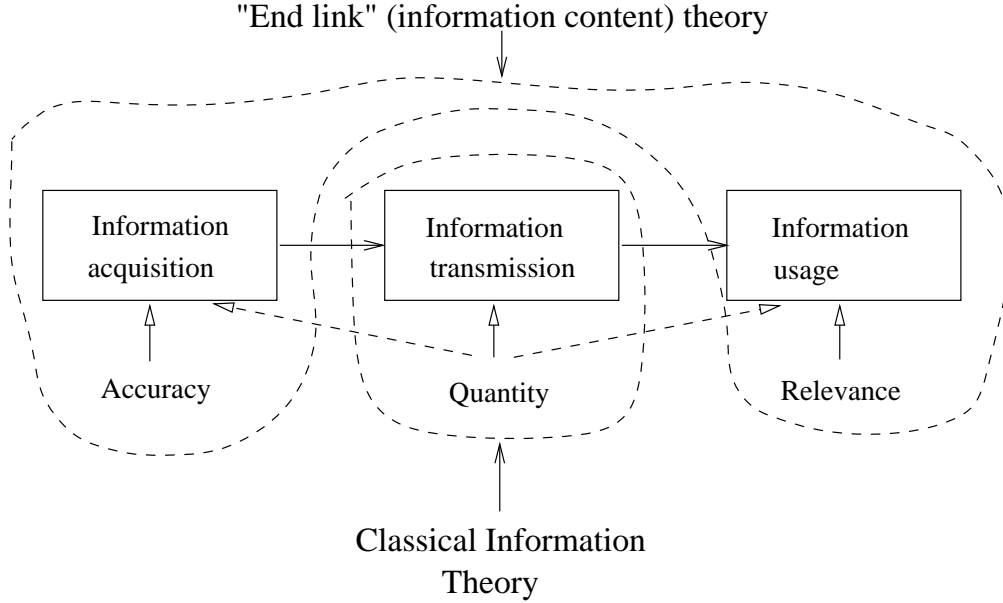 "End link" (information content) theory
Information
acquisition
Information
transmission
Information
usage
Accuracy
Quantity
Relevance
Classical Information
Theory